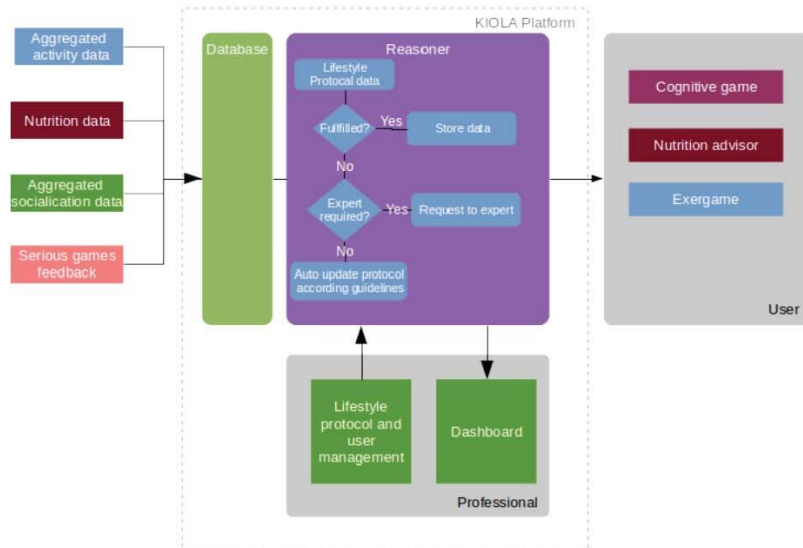 KIOLA Platform
Aggregated
activity data
Nutrition data
Aggregated
socialication data
Serious games
feedback
Database
Reasoner
Lifestyle
Protocal data
Fullfilled?
Yes
Store data
No
Expert
required?
Yes
Request to expert
No
Auto update protocol
according guidelines
Cognitive game
Nutrition advisor
Exergame
User
Lifestyle
protocol and
user
management
Dashboard
Professional